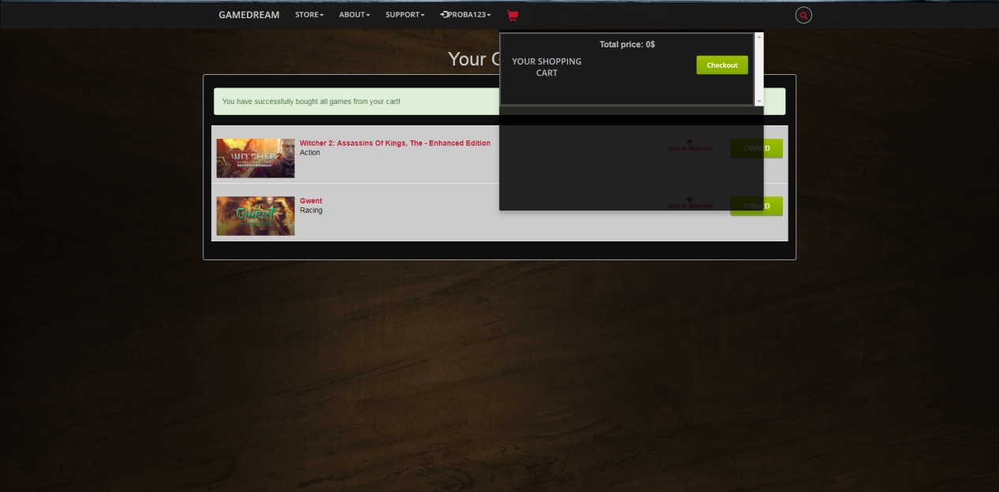 GAMEDREAM STORE ABOUT SUPPORT PROBA123
Total price: 0$
Your G
YOUR SHOPPING
CART
Checkout
You have successfully bought all games from your cart!
Witcher 2: Assassins Of Kings, The - Enhanced Edition
Action
Add to Wishlist
OWNED
WITCHER 2
Gwent
Racing
Add to Wishlist
OWNED
GWENT